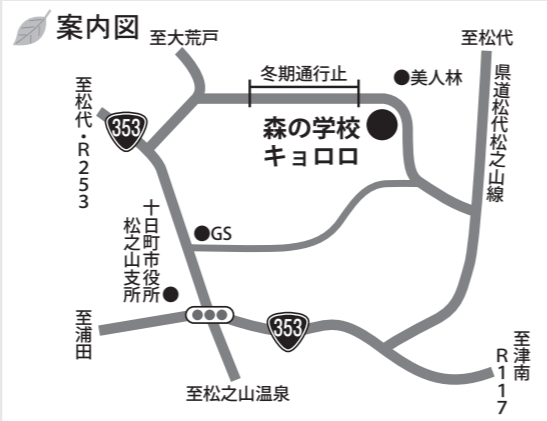 案内図
至大荒戸
至松代
冬期通行止
美人林
県道松代松之山線
至松代・R253
353
森の学校
キョロロ
GS
十日町市役所
松之山支所
至浦田
353
至津南
R117
至松之山温泉